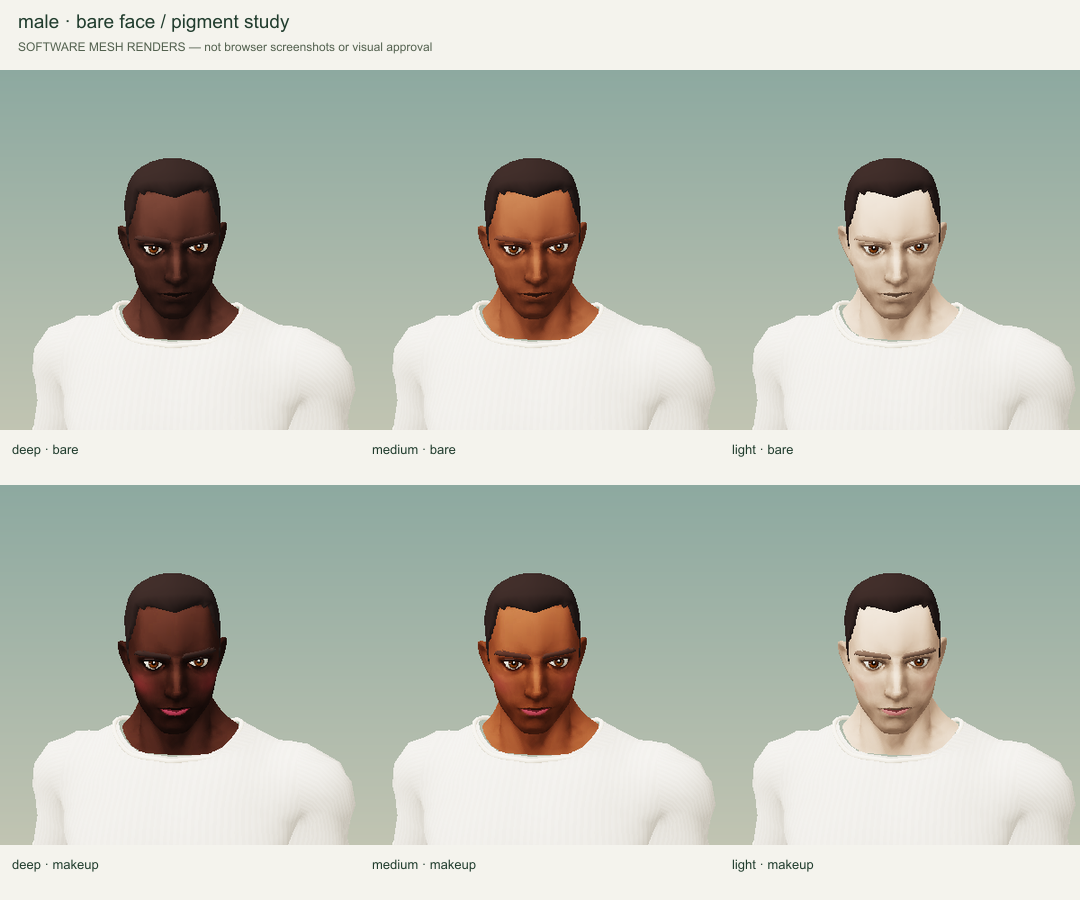 male · bare face / pigment study
SOFTWARE MESH RENDERS — not browser screenshots or visual approval
deep · bare
medium · bare
light · bare
deep · makeup
medium · makeup
light · makeup